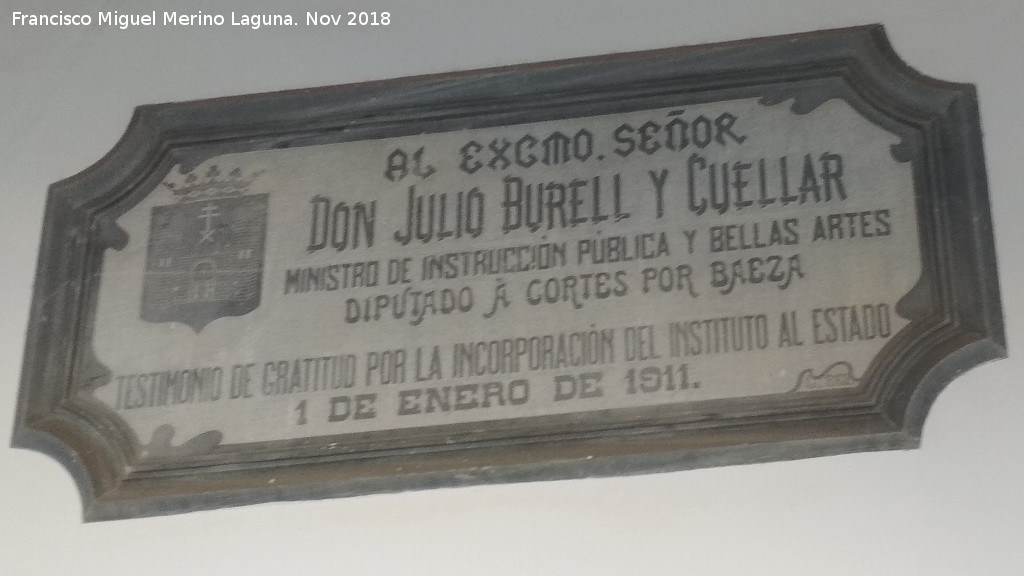 Francisco Miguel Merino Laguna. Nov 2018
AL EXCMO. SEÑOR
DON JULIO BURELL Y CUELLAR
MINISTRO DE INSTRUCCIÓN PÚBLICA Y BELLAS ARTES
DIPUTADO Á CORTES POR BAEZA
TESTIMONIO DE GRATITUD POR LA INCORPORACIÓN DEL INSTITUTO AL ESTADO
1 DE ENERO DE 1911.